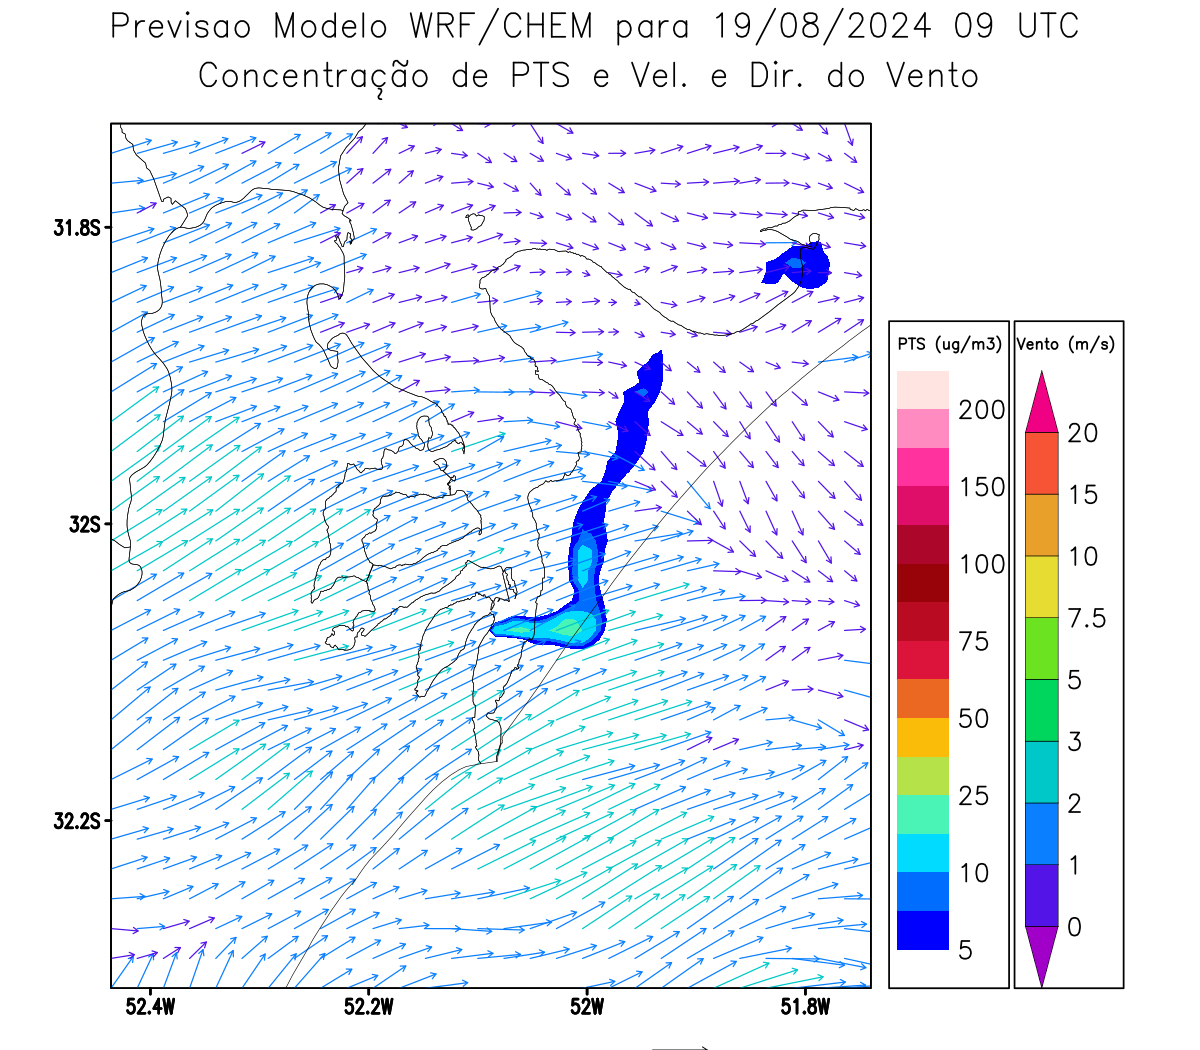 Previsao Modelo WRF/CHEM para 19/08/2024 09 UTC
Concentração de PTS e Vel. e Dir. do Vento
31.8S
32S
32.2S
52.4W
52.2W
52W
51.8W
PTS (ug/m3)
200
150
100
75
50
25
10
5
Vento (m/s)
20
15
10
7.5
5
3
2
1
0